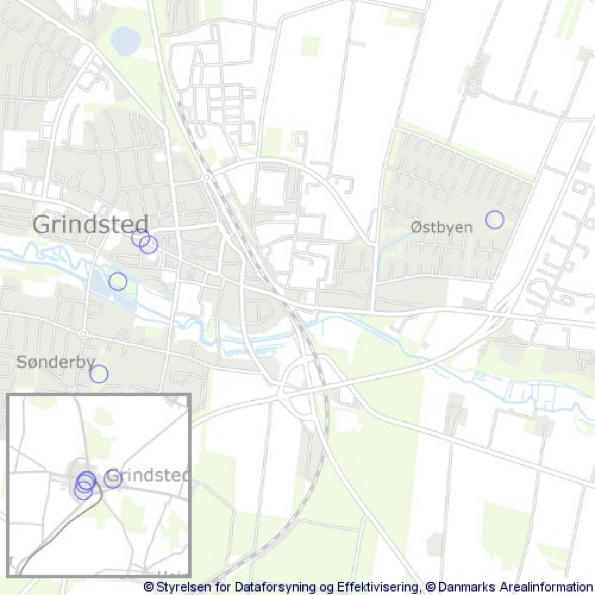 Grindsted
Østbyen
Sønderby
Grindsted
© Styrelsen for Dataforsyning og Effektivisering, © Danmarks Arealinformation